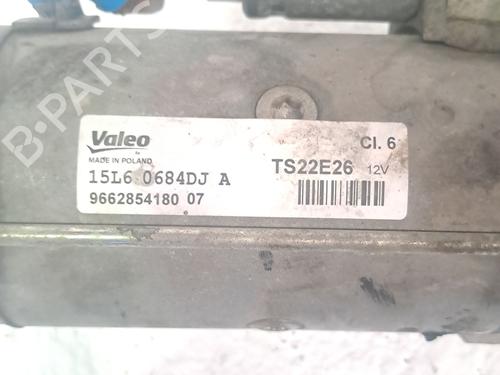 B-PARTS
Valeo
MADE IN POLAND
Cl. 6
TS22E26 12V
15L6 0684DJ A
9662854180 07